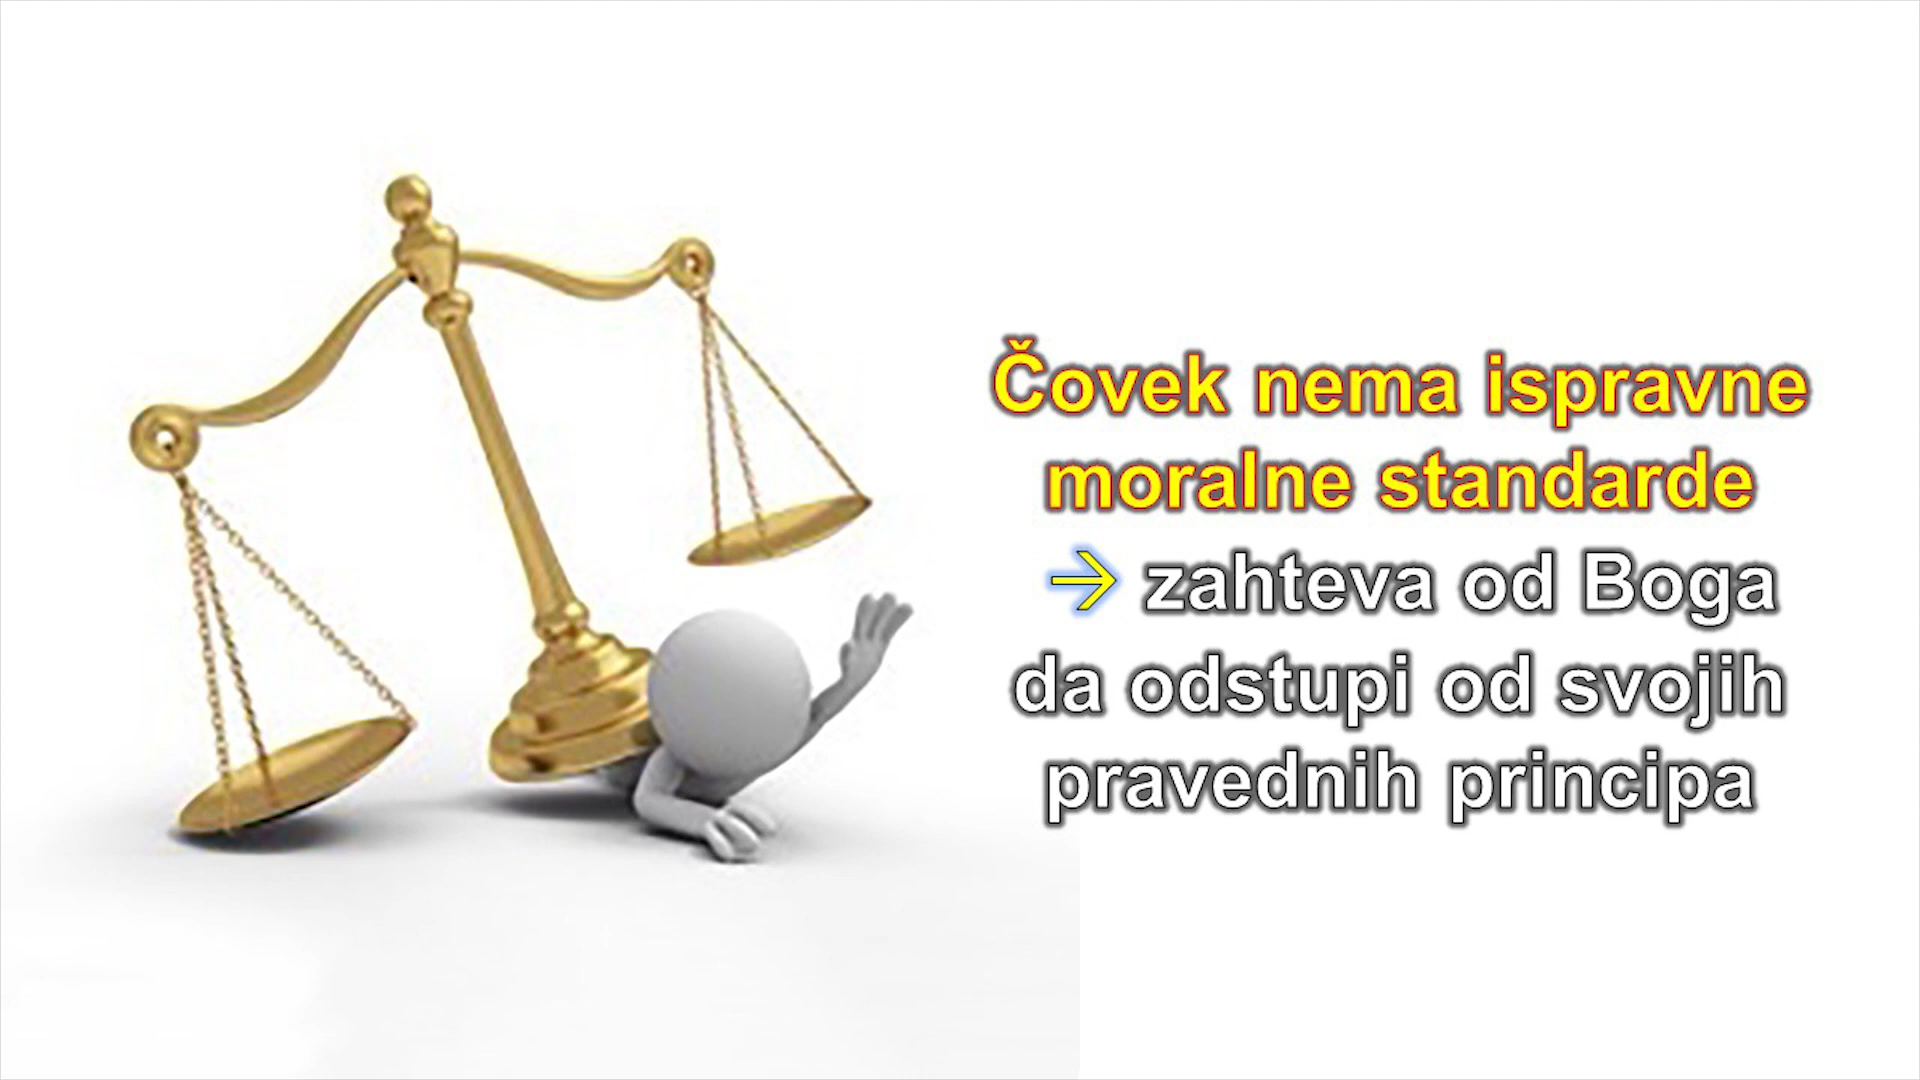 Čovek nema ispravne
moralne standarde
→ zahteva od Boga
da odstupi od svojih
pravednih principa